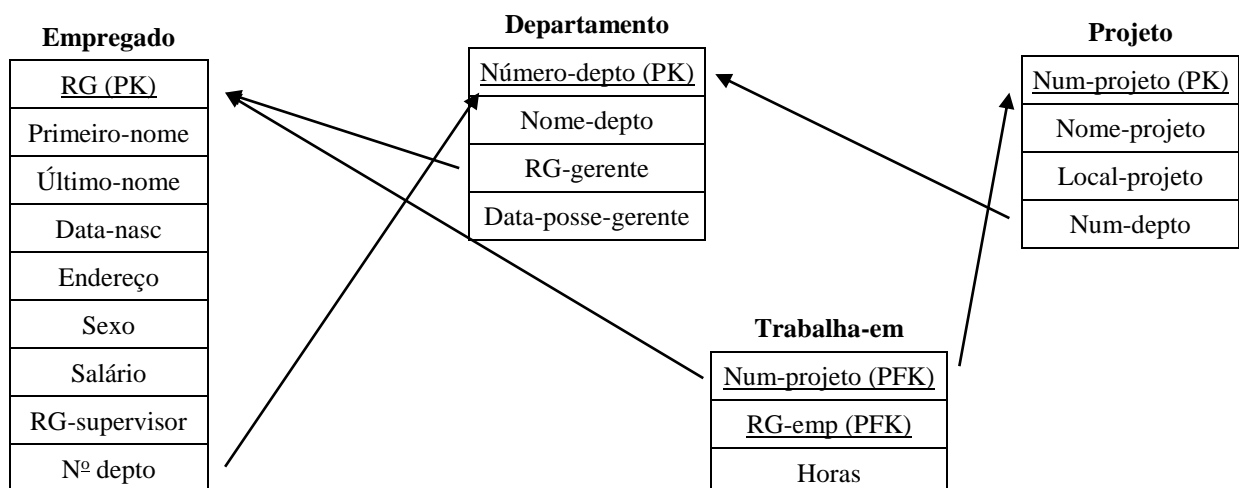 Empregado
RG (PK)
Primeiro-nome
Último-nome
Data-nasc
Endereço
Sexo
Salário
RG-supervisor
Nº depto
Departamento
Número-depto (PK)
Nome-depto
RG-gerente
Data-posse-gerente
Projeto
Num-projeto (PK)
Nome-projeto
Local-projeto
Num-depto
Trabalha-em
Num-projeto (PFK)
RG-emp (PFK)
Horas